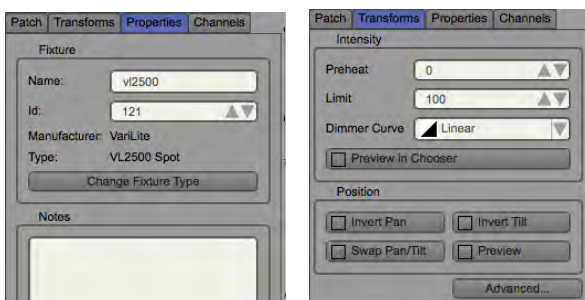 Patch Transforms Properties Channels
Fixture
Name: vl2500
Id: 121
Manufacturer: VariLite
Type: VL2500 Spot
Change Fixture Type
Notes
Patch Transforms Properties Channels
Intensity
Preheat 0
Limit 100
Dimmer Curve Linear
Preview in Chooser
Position
Invert Pan Invert Tilt
Swap Pan/Tilt Preview
Advanced...